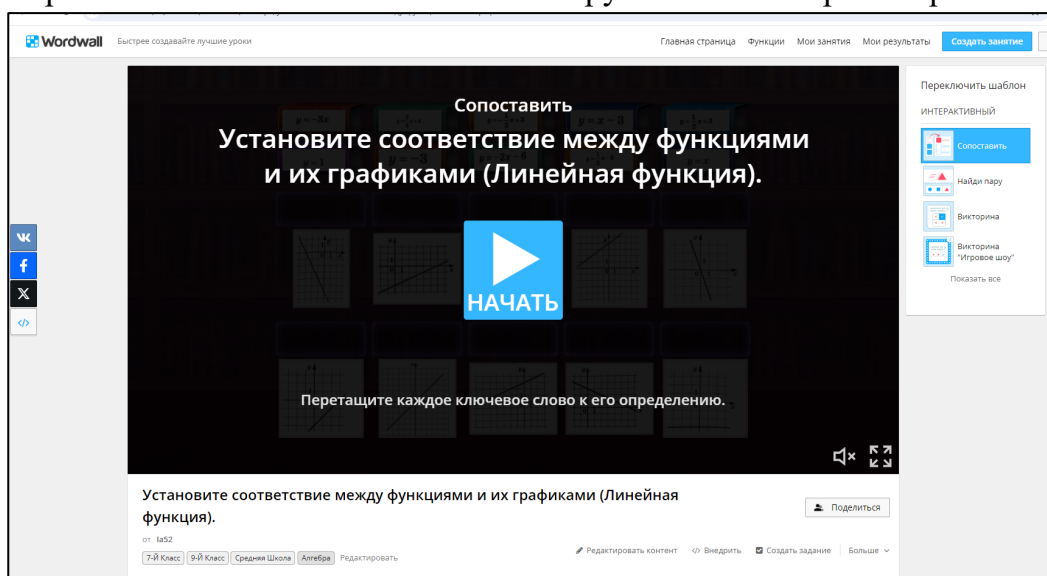 Wordwall
Быстрее создавайте лучшие уроки
Главная страница Функции Мои занятия Мои результаты Создать занятие
Сопоставить
Установите соответствие между функциями
и их графиками (Линейная функция).
НАЧАТЬ
Перетащите каждое ключевое слово к его определению.
Переключить шаблон
ИНТЕРАКТИВНЫЙ
Сопоставить
Найди пару
Викторина
Викторина
"Игровое шоу"
Показать все
Установите соответствие между функциями и их графиками (Линейная
функция).
Поделиться
от la52
7-Й Класс 9-Й Класс Средняя Школа Алгебра Редактировать
Редактировать контент Внедрить Создать задание Больше